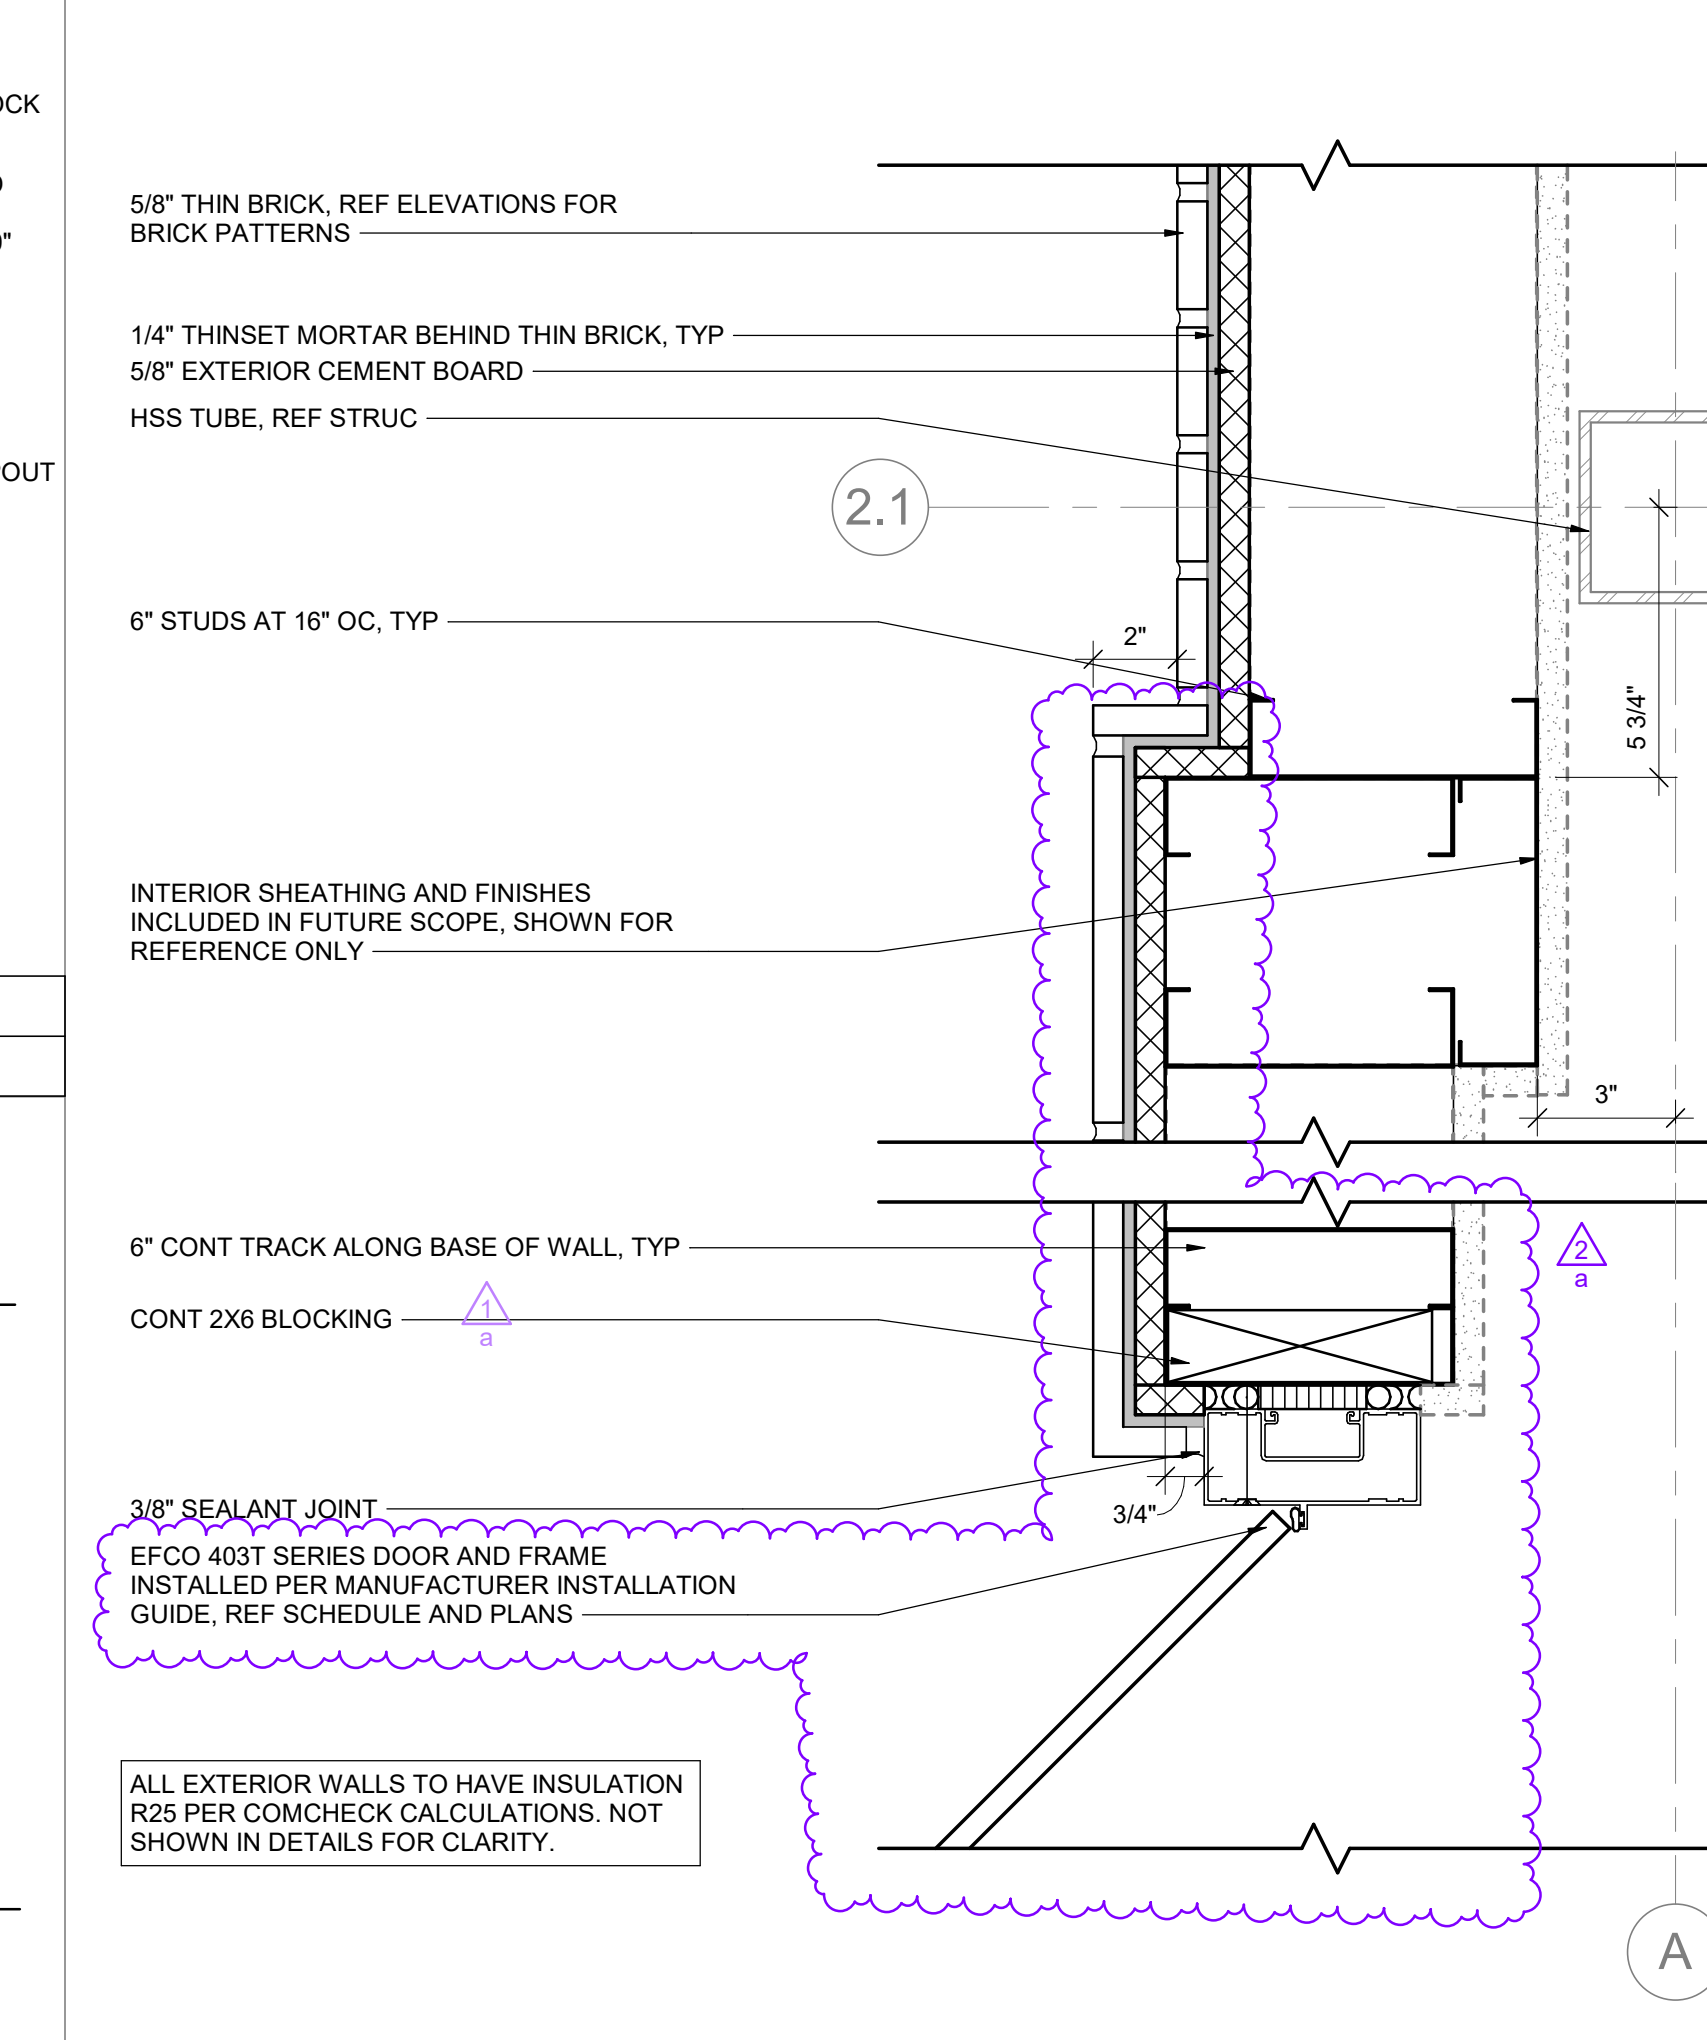 OCK
5/8" THIN BRICK, REF ELEVATIONS FOR
BRICK PATTERNS
1/4" THINSET MORTAR BEHIND THIN BRICK, TYP
5/8" EXTERIOR CEMENT BOARD
HSS TUBE, REF STRUC
OUT
2.1
6" STUDS AT 16" OC, TYP
2"
5 3/4"
INTERIOR SHEATHING AND FINISHES
INCLUDED IN FUTURE SCOPE, SHOWN FOR
REFERENCE ONLY
3"
6" CONT TRACK ALONG BASE OF WALL, TYP
2
a
CONT 2X6 BLOCKING
1
a
3/8" SEALANT JOINT
3/4"
EFCO 403T SERIES DOOR AND FRAME
INSTALLED PER MANUFACTURER INSTALLATION
GUIDE, REF SCHEDULE AND PLANS
ALL EXTERIOR WALLS TO HAVE INSULATION
R25 PER COMCHECK CALCULATIONS. NOT
SHOWN IN DETAILS FOR CLARITY.
A